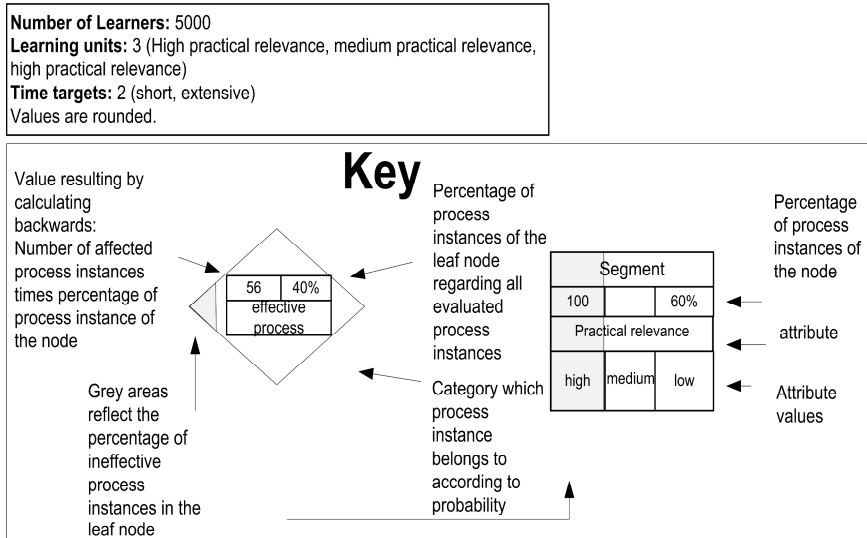 Number of Learners: 5000
Learning units: 3 (High practical relevance, medium practical relevance,
high practical relevance)
Time targets: 2 (short, extensive)
Values are rounded.
Key
Value resulting by
calculating
backwards:
Number of affected
process instances
times percentage of
process instance of
the node
56 40%
effective
process
Grey areas
reflect the
percentage of
ineffective
process
instances in the
leaf node
Percentage of
process
instances of the
leaf node
regarding all
evaluated
process
instances
Category which
process
instance
belongs to
according to
probability
Segment
100 60%
Practical relevance
high medium low
Percentage
of process
instances of
the node
attribute
Attribute
values